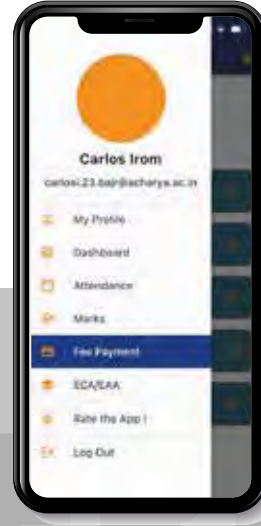 Carlos Irom
carlosi.23.bajr@acharya.ac.in
My Profile
Dashboard
Attendance
Marks
Fee Payment
ECA/EAA
Rate the App !
Log Out